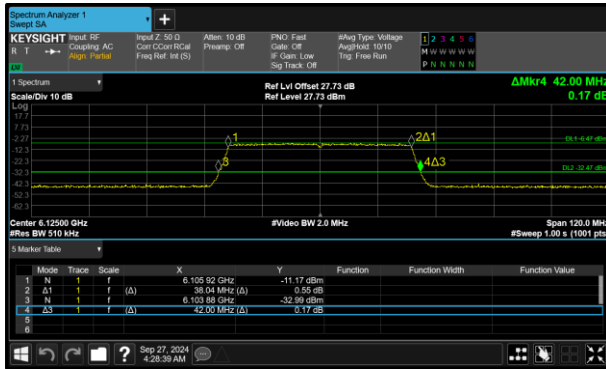 Spectrum Analyzer 1
Swept SA
KEYSIGHT
R T
Input: RF
Coupling: AC
Align: Partial
Input Z: 50 Ω
Corr CCorr RCal
Freq Ref: Int (S)
Atten: 10 dB
Preamp: Off
PNO: Fast
Gate: Off
IF Gain: Low
Sig Track: Off
#Avg Type: Voltage
Avg|Hold: 10/10
Trig: Free Run
1 2 3 4 5 6
M W W W W W
P N N N N N
1 Spectrum
Scale/Div 10 dB
Ref Lvl Offset 27.73 dB
Ref Level 27.73 dBm
ΔMkr4 42.00 MHz
0.17 dB
Log
17.7
7.73
-2.27
-12.3
-22.3
-32.3
-42.3
-52.3
-62.3
1
2Δ1
3
4Δ3
DL1 -6.47 dBm
DL2 -32.47 dBm
Center 6.12500 GHz
#Res BW 510 kHz
#Video BW 2.0 MHz
Span 120.0 MHz
#Sweep 1.00 s (1001 pts)
5 Marker Table
Mode Trace Scale X Y Function Function Width Function Value
1 N 1 f 6.105 92 GHz -11.17 dBm
2 Δ1 1 f (Δ) 38.04 MHz (Δ) 0.55 dB
3 N 1 f 6.103 88 GHz -32.99 dBm
4 Δ3 1 f (Δ) 42.00 MHz (Δ) 0.17 dB
5
6
?
Sep 27, 2024
4:28:39 AM